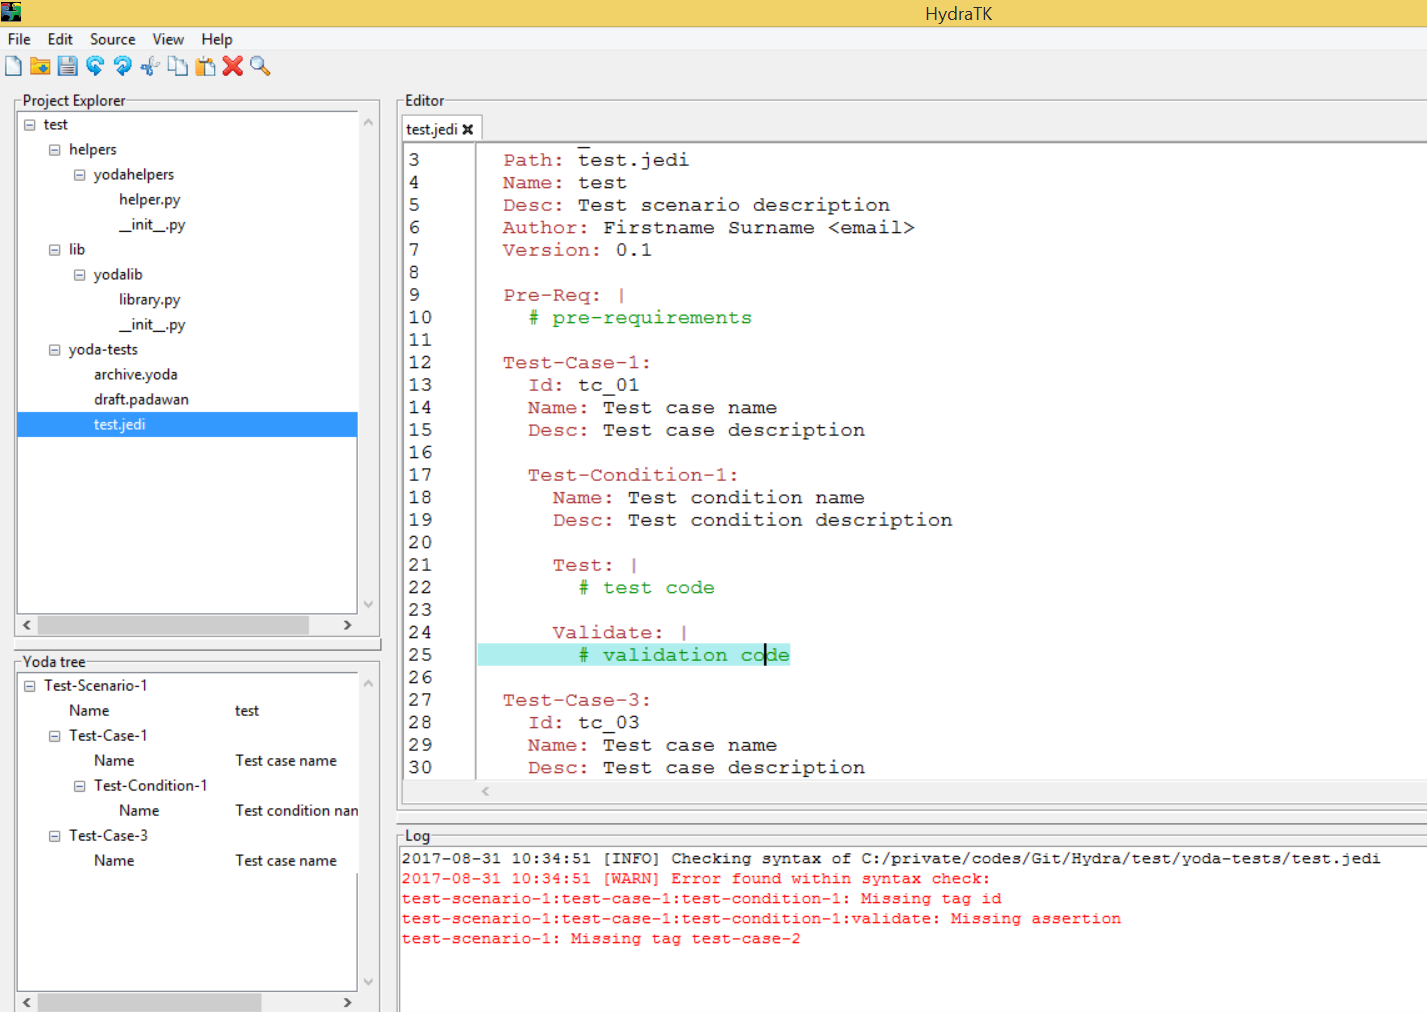 HydraTK
File Edit Source View Help
Project Explorer
test
helpers
yodahelpers
helper.py
__init__.py
lib
yodalib
library.py
__init__.py
yoda-tests
archive.yoda
draft.padawan
test.jedi
Yoda tree
Test-Scenario-1
Name test
Test-Case-1
Name Test case name
Test-Condition-1
Name Test condition nan
Test-Case-3
Name Test case name
Editor
test.jedi
3 Path: test.jedi
4 Name: test
5 Desc: Test scenario description
6 Author: Firstname Surname <email>
7 Version: 0.1
8
9 Pre-Req: |
10 # pre-requirements
11
12 Test-Case-1:
13 Id: tc_01
14 Name: Test case name
15 Desc: Test case description
16
17 Test-Condition-1:
18 Name: Test condition name
19 Desc: Test condition description
20
21 Test: |
22 # test code
23
24 Validate: |
25 # validation code
26
27 Test-Case-3:
28 Id: tc_03
29 Name: Test case name
30 Desc: Test case description
Log
2017-08-31 10:34:51 [INFO] Checking syntax of C:/private/codes/Git/Hydra/test/yoda-tests/test.jedi
2017-08-31 10:34:51 [WARN] Error found within syntax check:
test-scenario-1:test-case-1:test-condition-1: Missing tag id
test-scenario-1:test-case-1:test-condition-1:validate: Missing assertion
test-scenario-1: Missing tag test-case-2